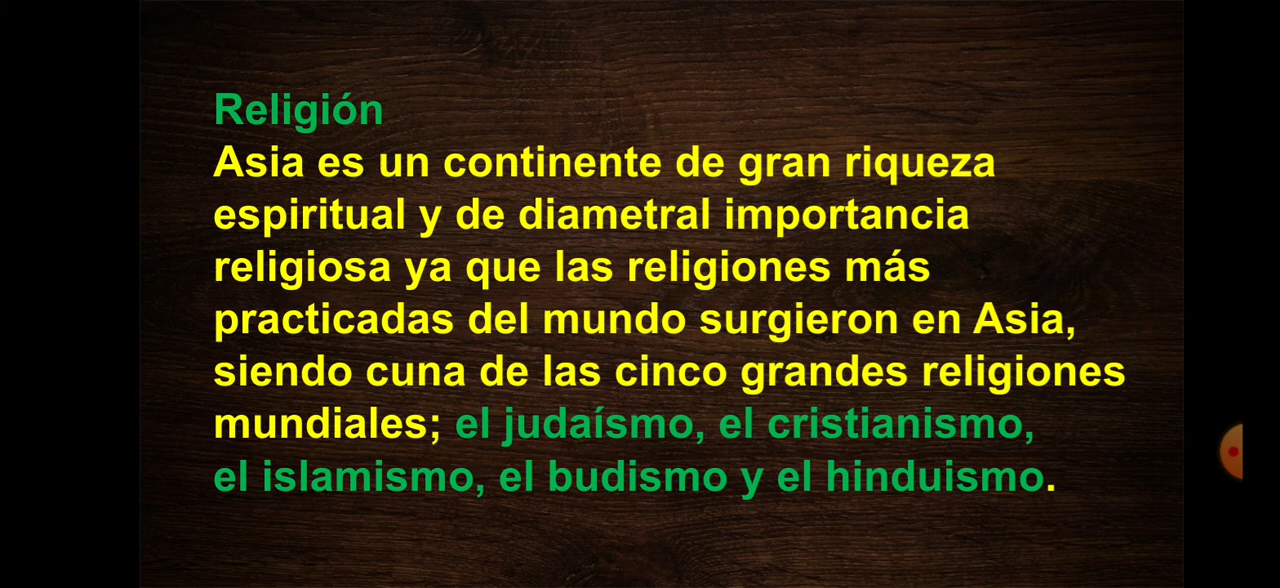 Religión
Asia es un continente de gran riqueza
espiritual y de diametral importancia
religiosa ya que las religiones más
practicadas del mundo surgieron en Asia,
siendo cuna de las cinco grandes religiones
mundiales; el judaísmo, el cristianismo,
el islamismo, el budismo y el hinduismo.